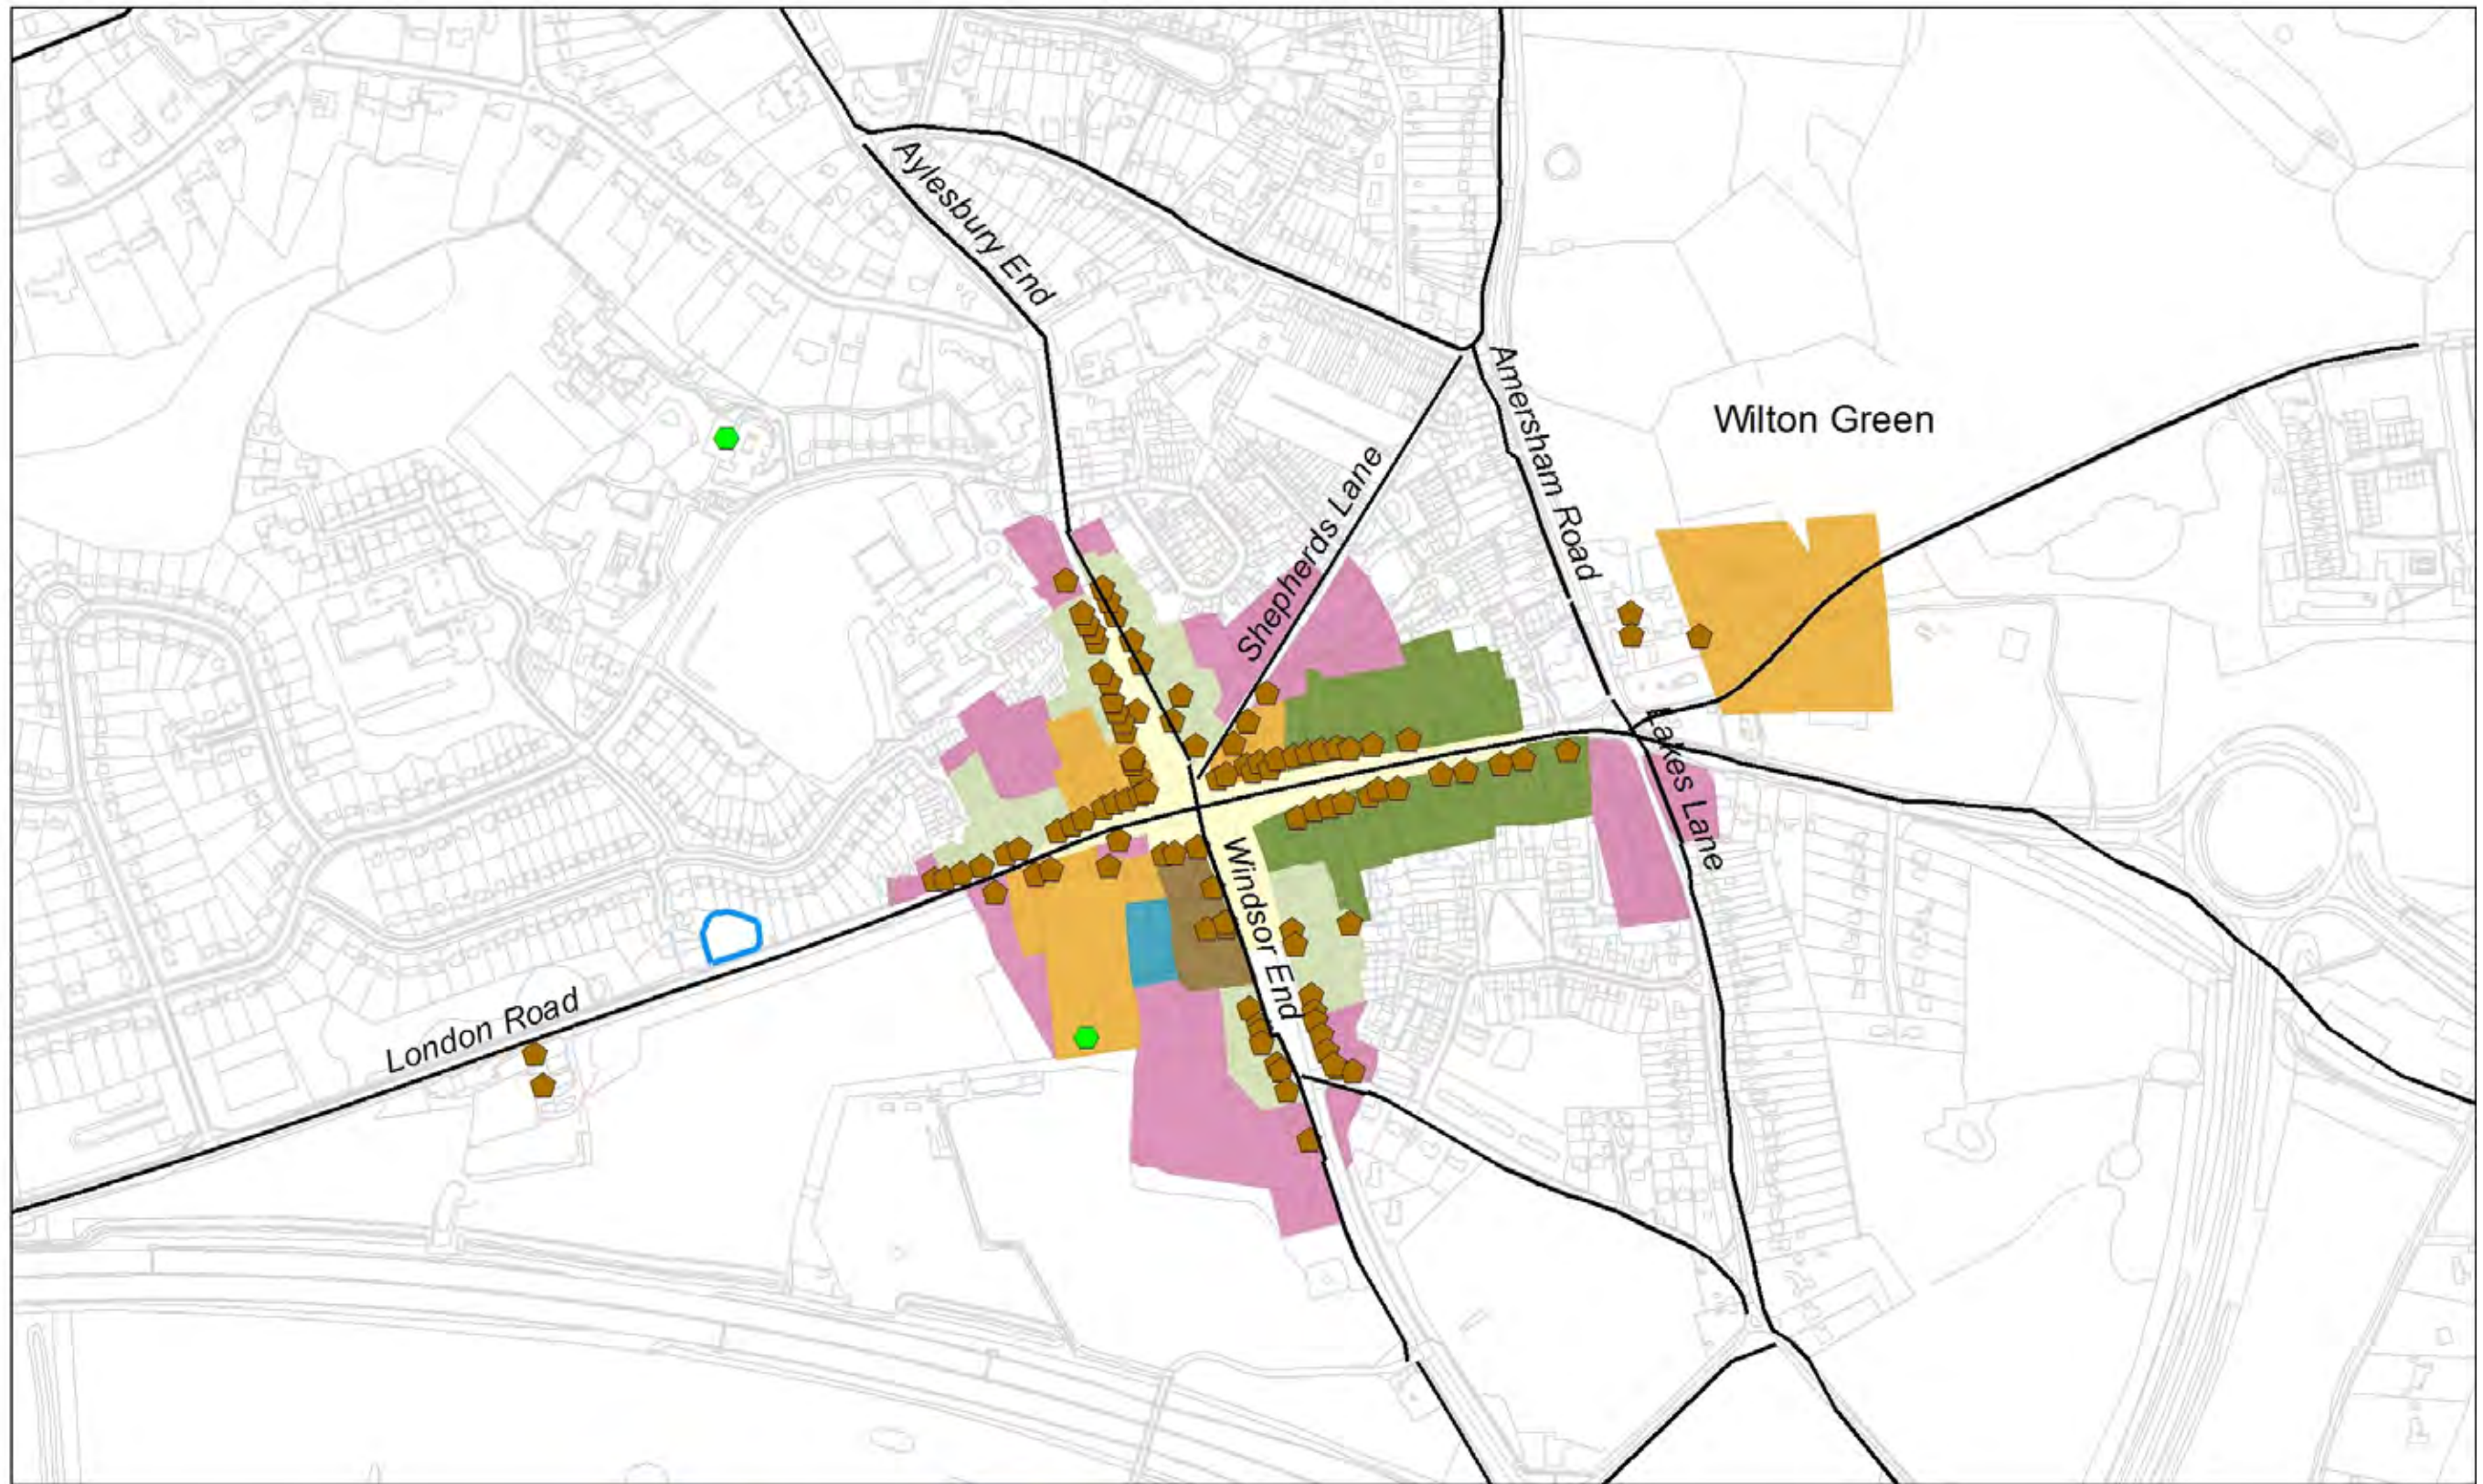 Aylesbury End
Amersham Road
Wilton Green
Shepherds Lane
Lakes Lane
Windsor End
London Road